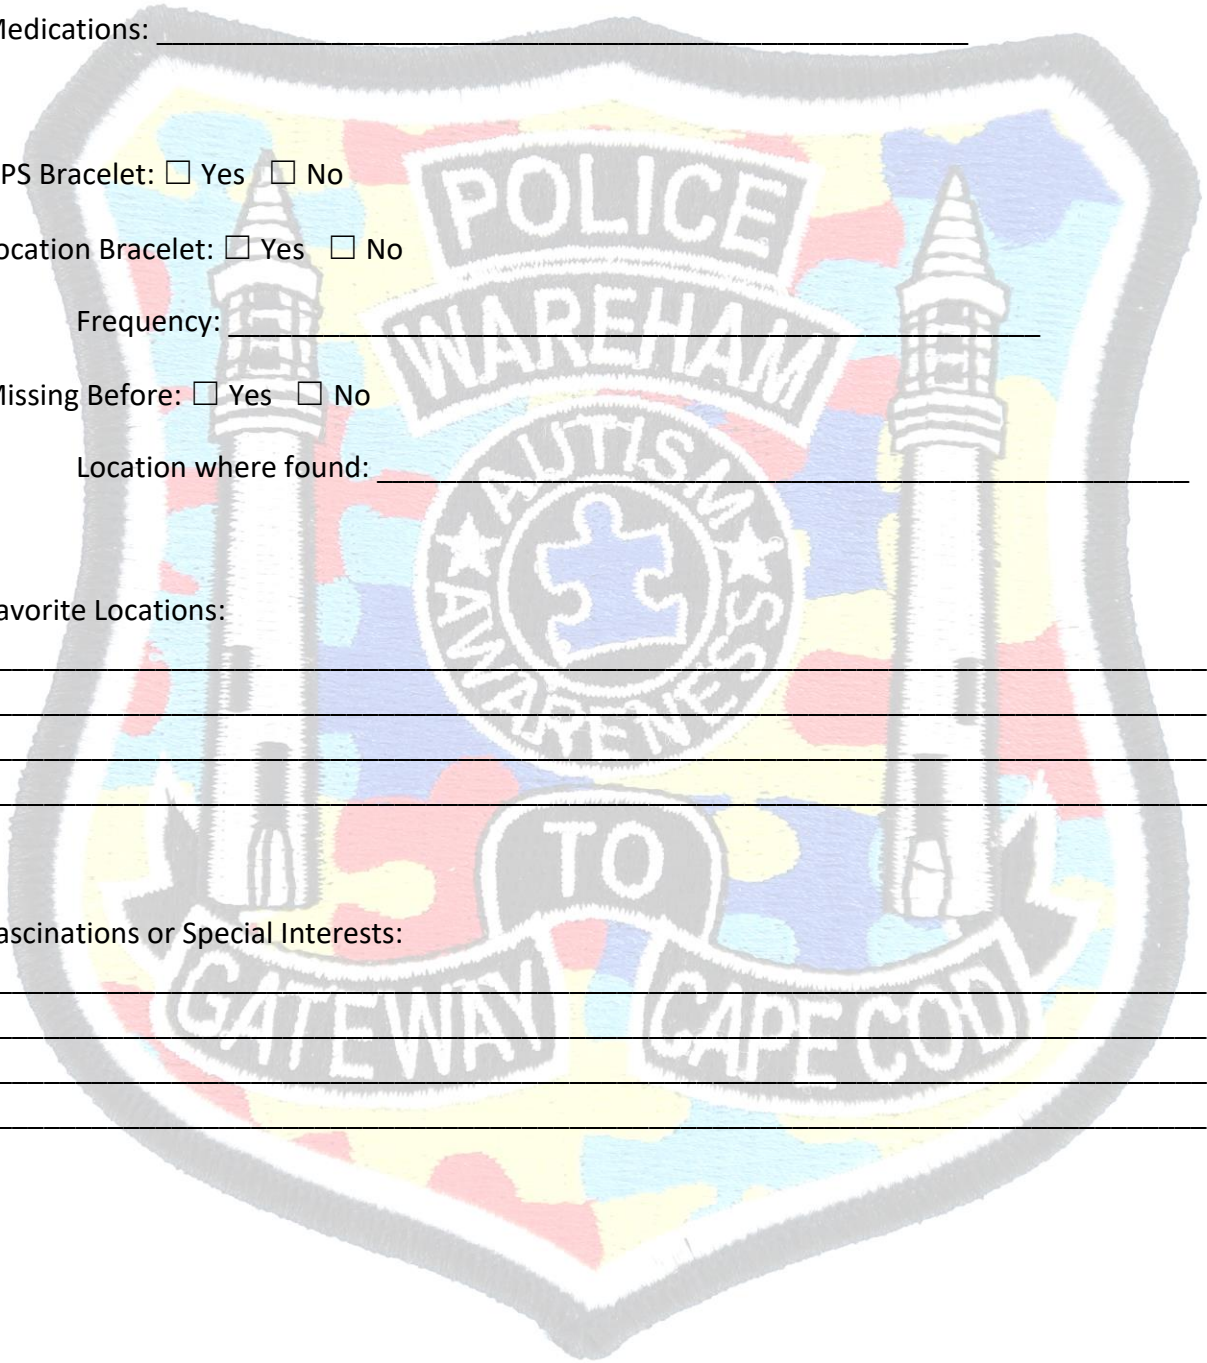 Medications: ___
PS Bracelet: ☐ Yes ☐ No
ocation Bracelet: ☐ Yes ☐ No
Frequency: ___
Missing Before: ☐ Yes ☐ No
Location where found: ___
avorite Locations:
ascinations or Special Interests:
POLICE
WAREHAM
AUTISM
AWARENESS
TO
GATEWAY
CAPE COD